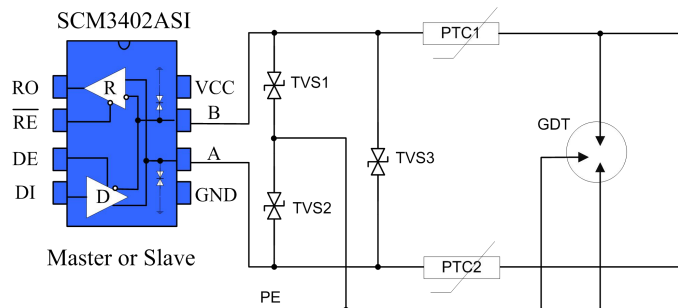 SCM3402ASI
RO
R
VCC
RE
B
DE
A
DI
D
GND
Master or Slave
TVS1
TVS2
TVS3
PTC1
GDT
PTC2
PE